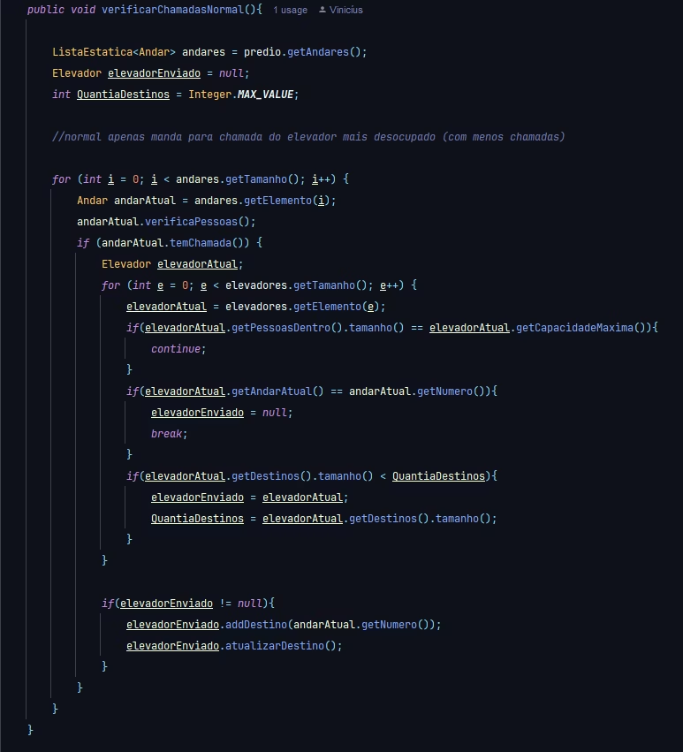 public void verificarChamadasNormal(){ 1 usage Vinicius
ListaEstatica<Andar> andares = predio.getAndares();
Elevador elevadorEnviado = null;
int QuantiaDestinos = Integer.MAX_VALUE;
//normal apenas manda para chamada do elevador mais desocupado (com menos chamadas)
for (int i = 0; i < andares.getTamanho(); i++) {
Andar andarAtual = andares.getElemento(i);
andarAtual.verificaPessoas();
if (andarAtual.temChamada()) {
Elevador elevadorAtual;
for (int e = 0; e < elevadores.getTamanho(); e++) {
elevadorAtual = elevadores.getElemento(e);
if(elevadorAtual.getPessoasDentro().tamanho() == elevadorAtual.getCapacidadeMaxima()){
continue;
}
if(elevadorAtual.getAndarAtual() == andarAtual.getNumero()){
elevadorEnviado = null;
break;
}
if(elevadorAtual.getDestinos().tamanho() < QuantiaDestinos){
elevadorEnviado = elevadorAtual;
QuantiaDestinos = elevadorAtual.getDestinos().tamanho();
}
}
if(elevadorEnviado != null){
elevadorEnviado.addDestino(andarAtual.getNumero());
elevadorEnviado.atualizarDestino();
}
}
}
}